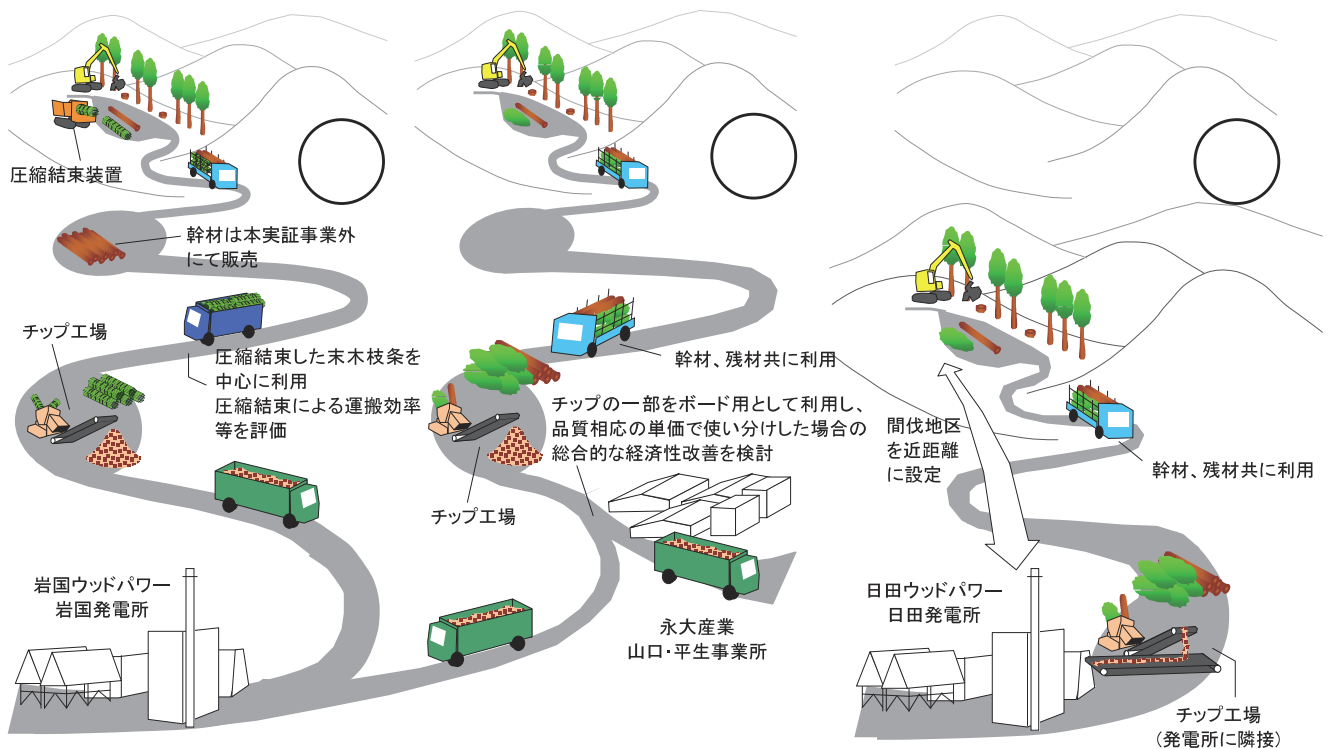 圧縮結束装置
幹材は本実証事業外
にて販売
チップ工場
圧縮結束した末木枝条を
中心に利用
圧縮結束による運搬効率
等を評価
岩国ウッドパワー
岩国発電所
幹材、残材共に利用
チップの一部をボード用として利用し、
品質相応の単価で使い分けした場合の
総合的な経済性改善を検討
チップ工場
永大産業
山口・平生事業所
間伐地区
を近距離
に設定
幹材、残材共に利用
日田ウッドパワー
日田発電所
チップ工場
(発電所に隣接)